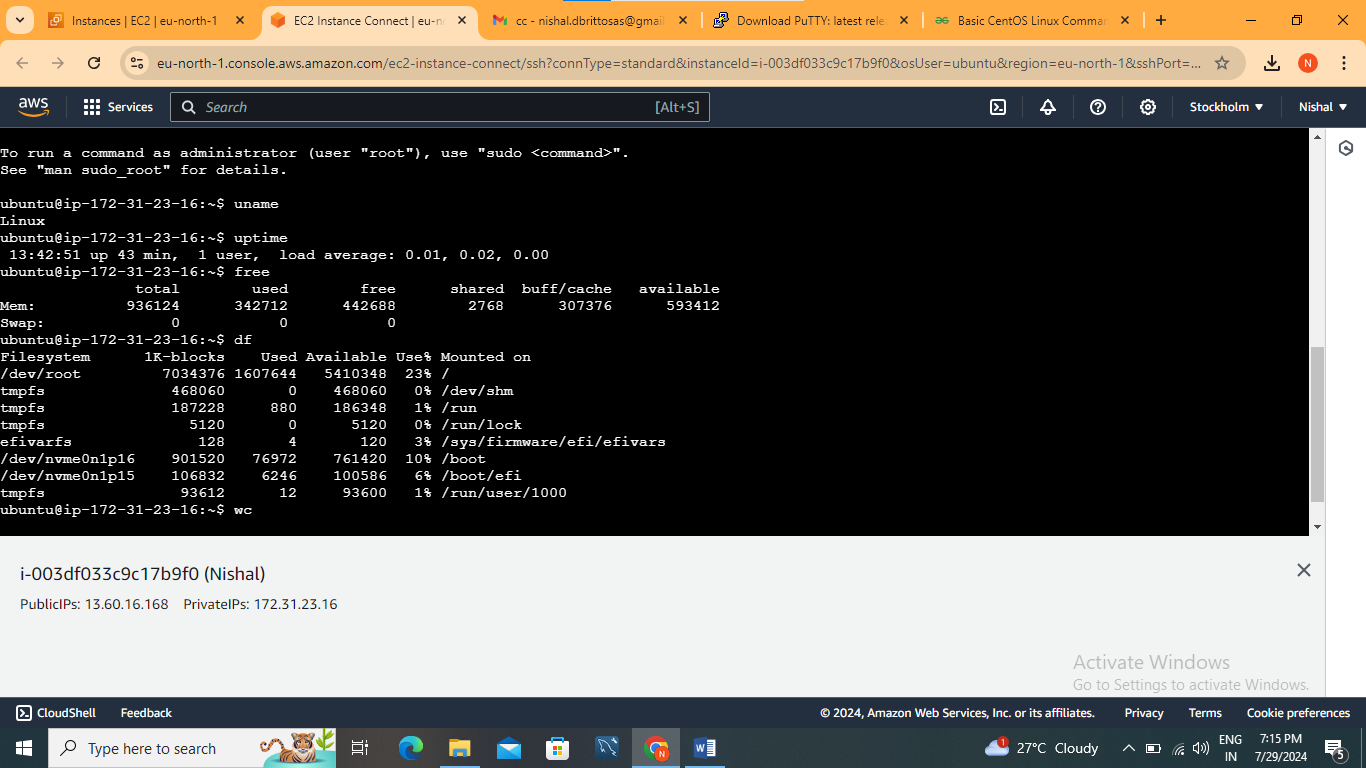 Instances | EC2 | eu-north-1
EC2 Instance Connect | eu-n
cc - nishal.dbrittosas@gmail
Download PuTTY: latest rele
Basic CentOS Linux Comman
eu-north-1.console.aws.amazon.com/ec2-instance-connect/ssh?connType=standard&instanceId=i-003df033c9c17b9f0&osUser=ubuntu&region=eu-north-1&sshPort=...
N
aws
Services
Search
[Alt+S]
Stockholm
Nishal
To run a command as administrator (user "root"), use "sudo <command>".
See "man sudo_root" for details.
ubuntu@ip-172-31-23-16:~$ uname
Linux
ubuntu@ip-172-31-23-16:~$ uptime
 13:42:51 up 43 min,  1 user,  load average: 0.01, 0.02, 0.00
ubuntu@ip-172-31-23-16:~$ free
               total        used        free      shared  buff/cache   available
Mem:          936124      342712      442688        2768      307376      593412
Swap:              0           0           0
ubuntu@ip-172-31-23-16:~$ df
Filesystem      1K-blocks    Used Available Use% Mounted on
/dev/root         7034376 1607644   5410348  23% /
tmpfs              468060       0    468060   0% /dev/shm
tmpfs              187228     880    186348   1% /run
tmpfs                5120       0      5120   0% /run/lock
efivarfs              128       4       120   3% /sys/firmware/efi/efivars
/dev/nvme0n1p16    901520   76972    761420  10% /boot
/dev/nvme0n1p15    106832    6246    100586   6% /boot/efi
tmpfs               93612      12     93600   1% /run/user/1000
ubuntu@ip-172-31-23-16:~$ wc
i-003df033c9c17b9f0 (Nishal)
PublicIPs: 13.60.16.168 PrivateIPs: 172.31.23.16
Activate Windows
Go to Settings to activate Windows.
CloudShell
Feedback
© 2024, Amazon Web Services, Inc. or its affiliates.
Privacy
Terms
Cookie preferences
Type here to search
27°C Cloudy
ENG
IN
7:15 PM
7/29/2024
5